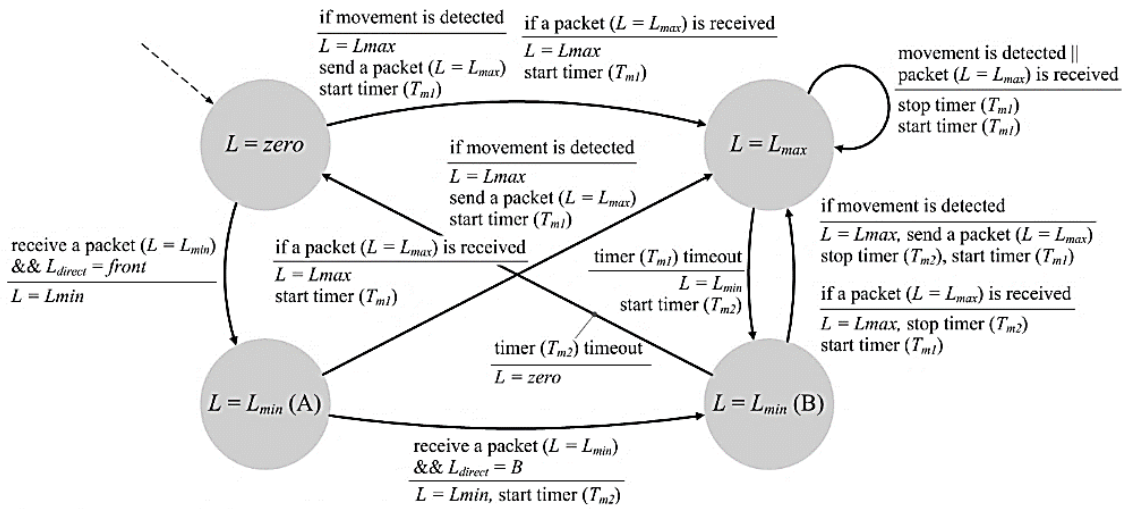 if movement is detected
L = Lmax
send a packet (L = Lmax)
start timer (Tm1)
if a packet (L = Lmax) is received
L = Lmax
start timer (Tm1)
movement is detected ||
packet (L = Lmax) is received
stop timer (Tm1)
start timer (Tm1)
L = zero
L = Lmax
if movement is detected
L = Lmax
send a packet (L = Lmax)
start timer (Tm1)
receive a packet (L = Lmin)
&& Ldirect = front
L = Lmin
if a packet (L = Lmax) is received
L = Lmax
start timer (Tm1)
timer (Tm1) timeout
L = Lmin
start timer (Tm2)
if movement is detected
L = Lmax, send a packet (L = Lmax)
stop timer (Tm2), start timer (Tm1)
if a packet (L = Lmax) is received
L = Lmax, stop timer (Tm2)
start timer (Tm1)
timer (Tm2) timeout
L = zero
L = Lmin (A)
L = Lmin (B)
receive a packet (L = Lmin)
&& Ldirect = B
L = Lmin, start timer (Tm2)